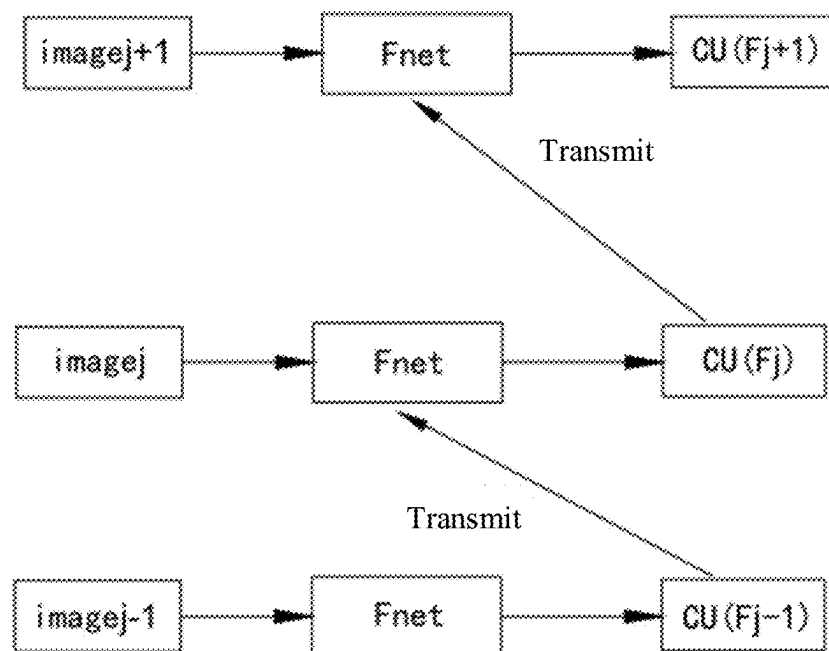 imagej+1
Fnet
CU(Fj+1)
Transmit
imagej
Fnet
CU(Fj)
Transmit
imagej-1
Fnet
CU(Fj-1)